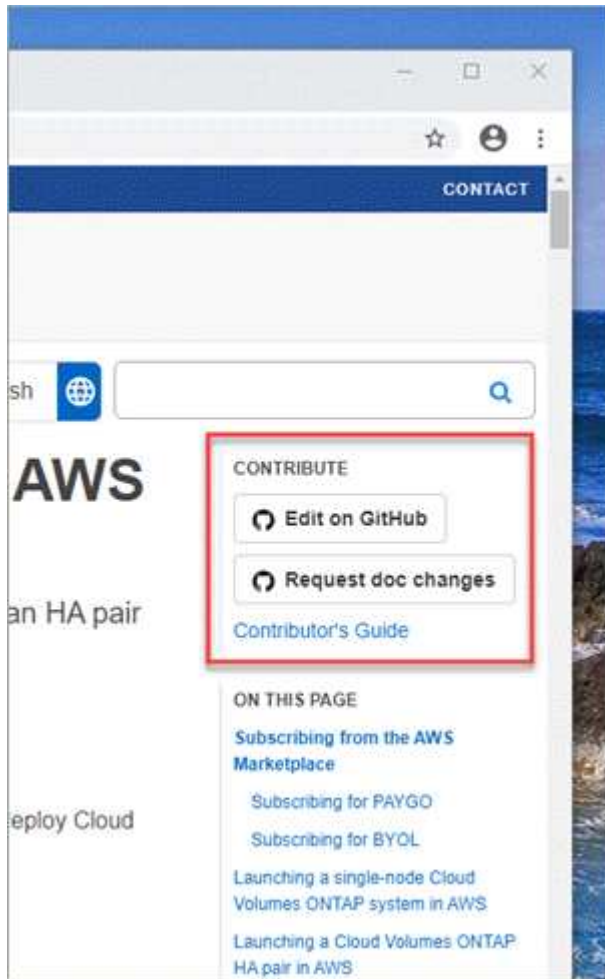 CONTACT
sh
AWS
an HA pair
eploy Cloud
CONTRIBUTE
Edit on GitHub
Request doc changes
Contributor's Guide
ON THIS PAGE
Subscribing from the AWS
Marketplace
Subscribing for PAYGO
Subscribing for BYOL
Launching a single-node Cloud
Volumes ONTAP system in AWS
Launching a Cloud Volumes ONTAP
HA pair in AWS